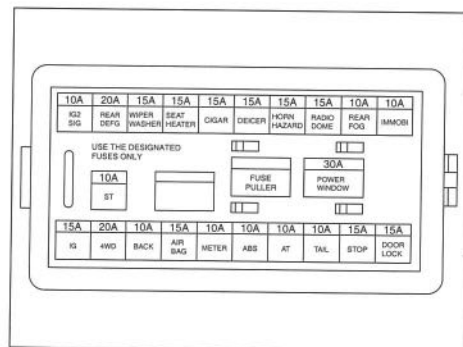 10A 20A 15A 15A 15A 15A 15A 15A 10A 10A
IG2 SIG REAR DEFG WIPER WASHER SEAT HEATER CIGAR DEICER HORN HAZARD RADIO DOME REAR FOG IMMOBI
USE THE DESIGNATED
FUSES ONLY
10A
ST
FUSE
PULLER
30A
POWER
WINDOW
15A 20A 10A 15A 10A 10A 10A 10A 15A 15A
IG 4WD BACK AIR BAG METER ABS AT TAIL STOP DOOR LOCK